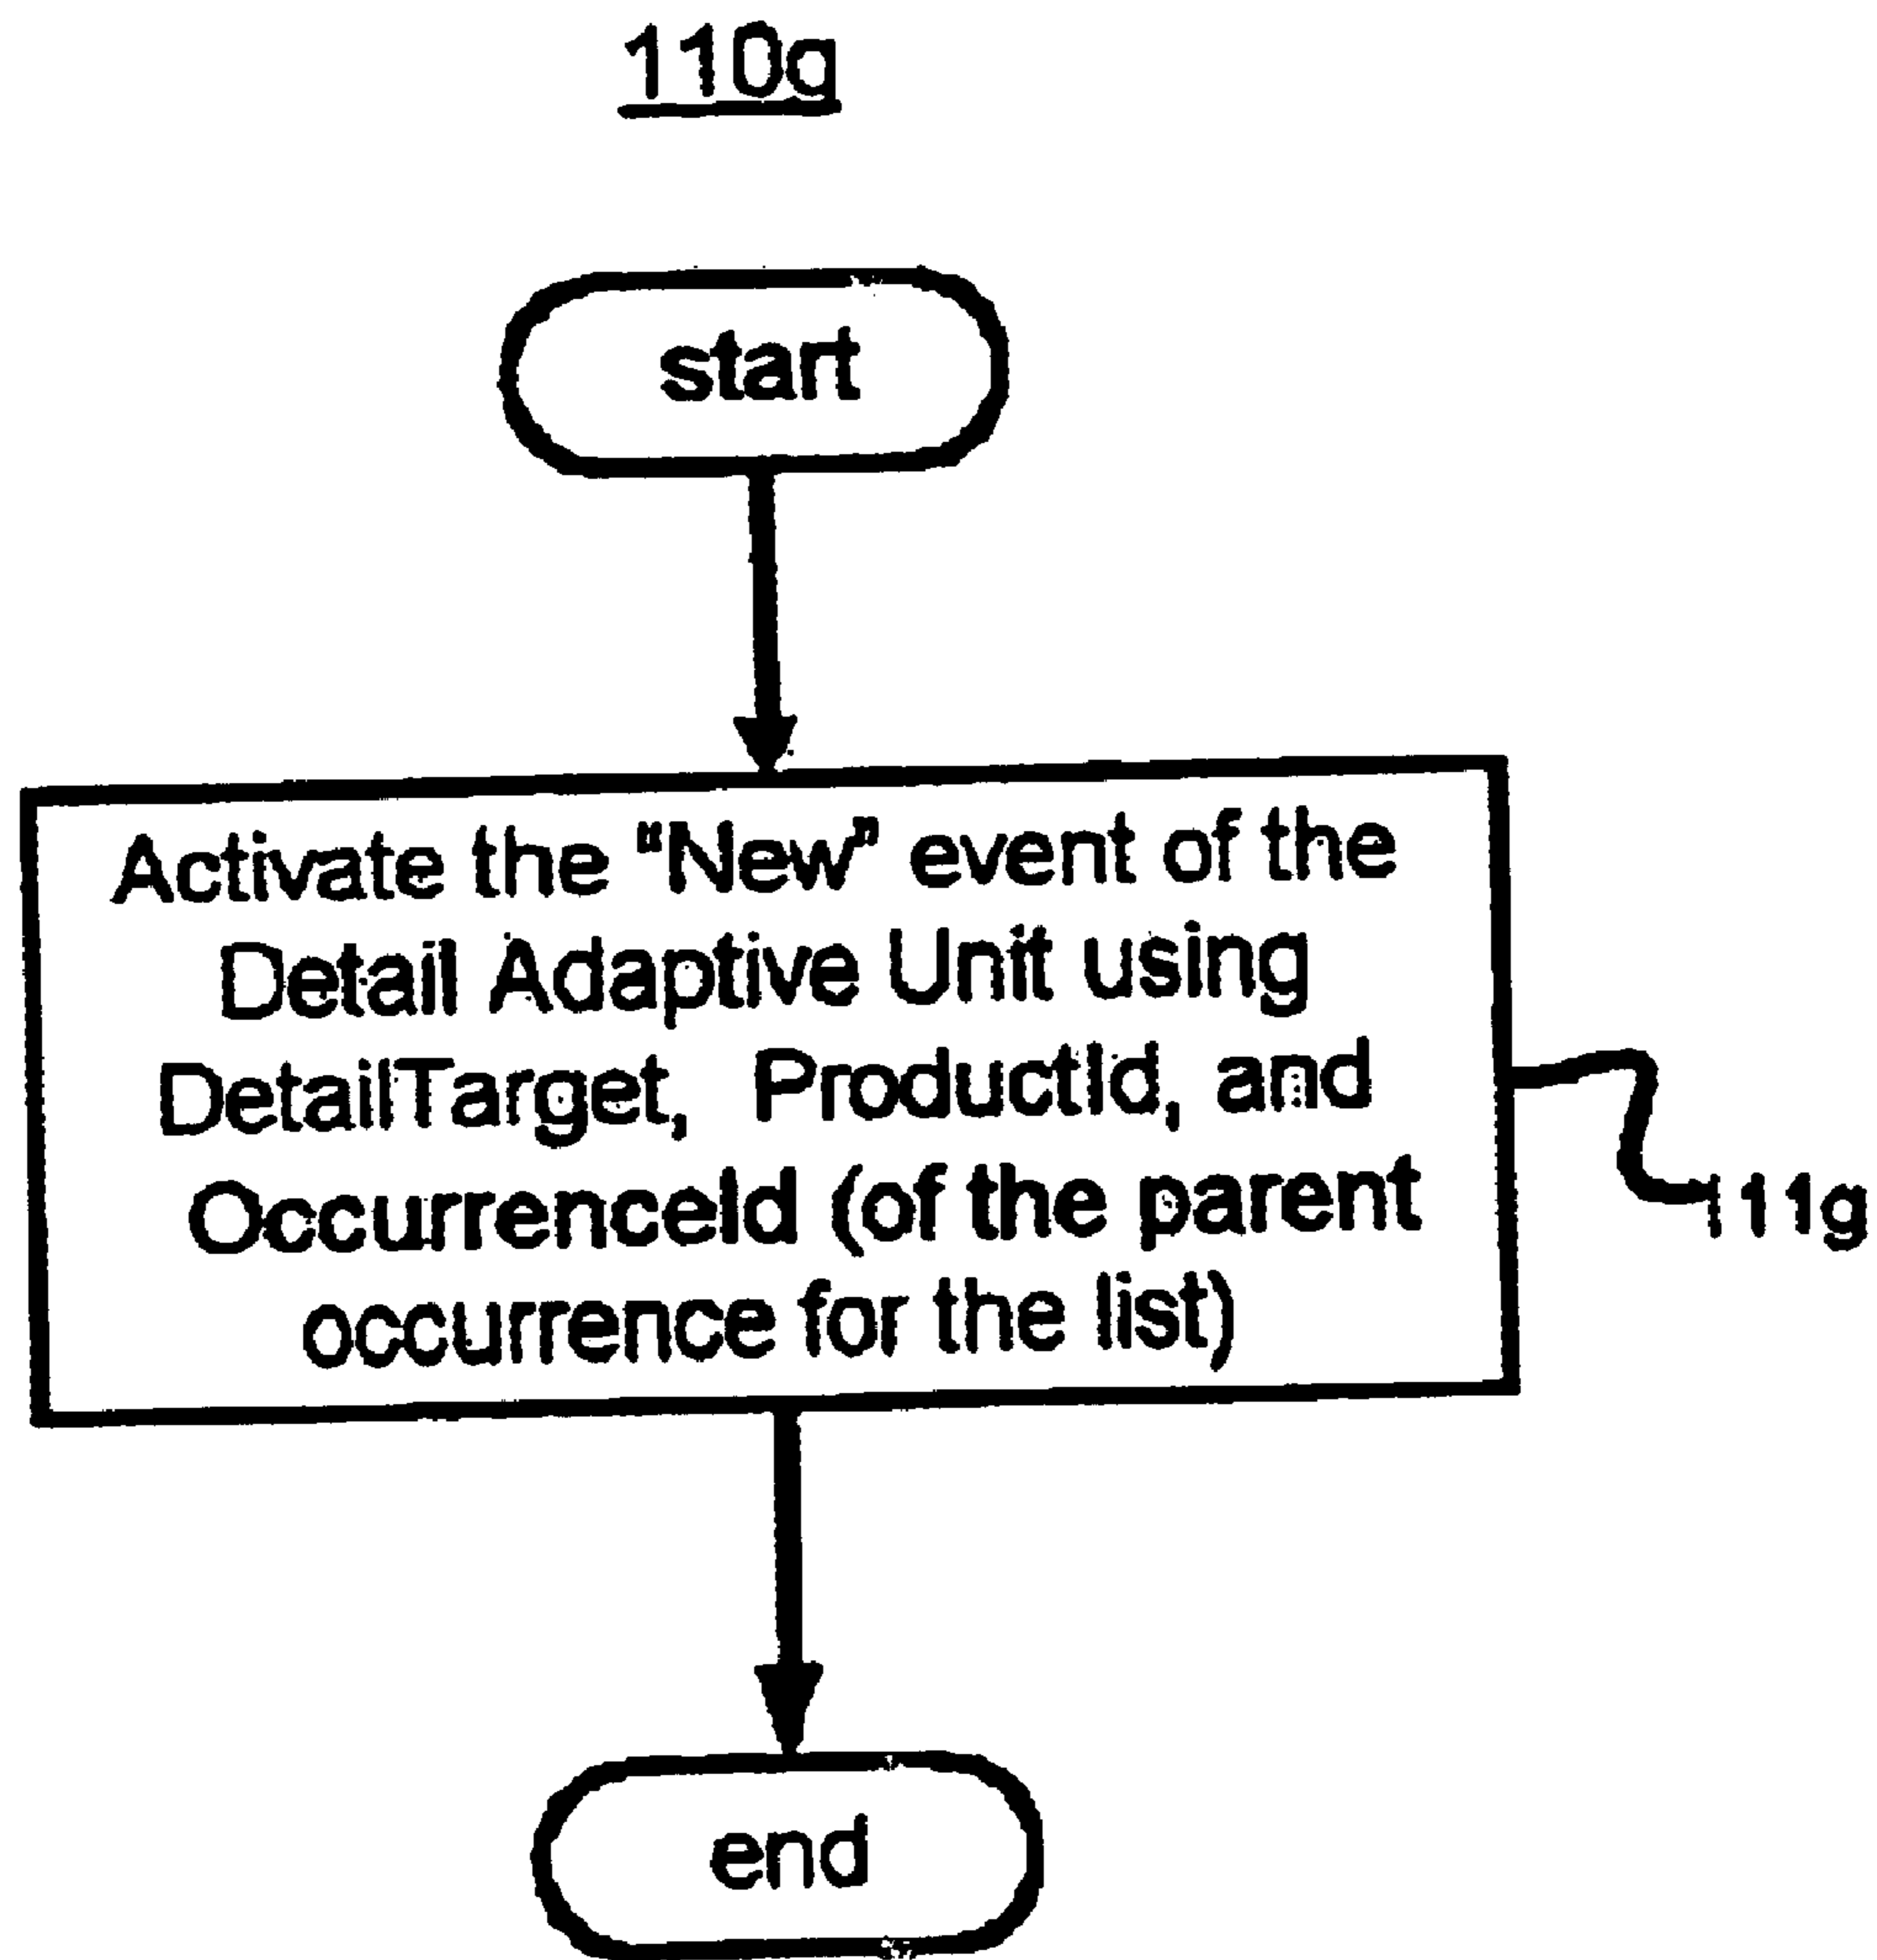 110g
start
Activate the "New" event of the
Detail Adaptive Unit using
DetailTarget, ProductId, and
OccurrenceId (of the parent
occurrence for the list)
111g
end